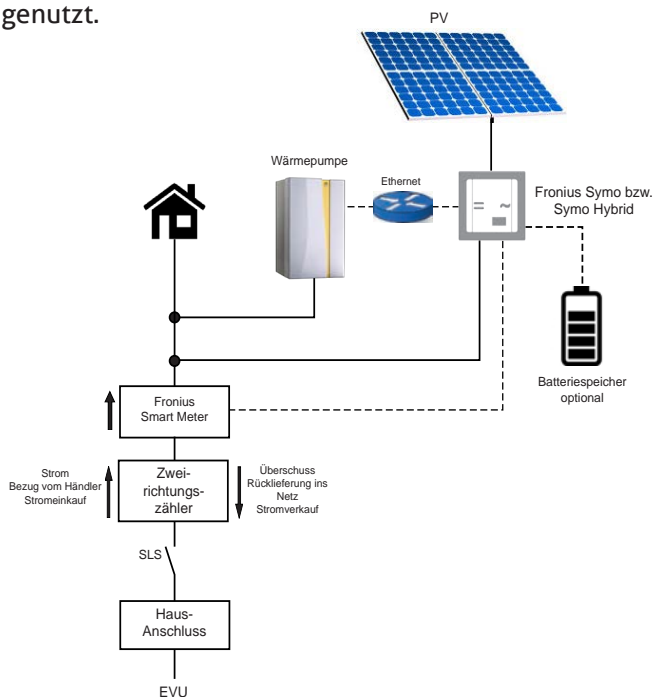 genutzt.
PV
Wärmepumpe
Ethernet
Fronius Symo bzw.
Symo Hybrid
= ~
Batteriespeicher
optional
Fronius
Smart Meter
Strom
Bezug vom Händler
Stromeinkauf
Zwei-
richtungs-
zähler
Überschuss
Rücklieferung ins
Netz
Stromverkauf
SLS
Haus-
Anschluss
EVU